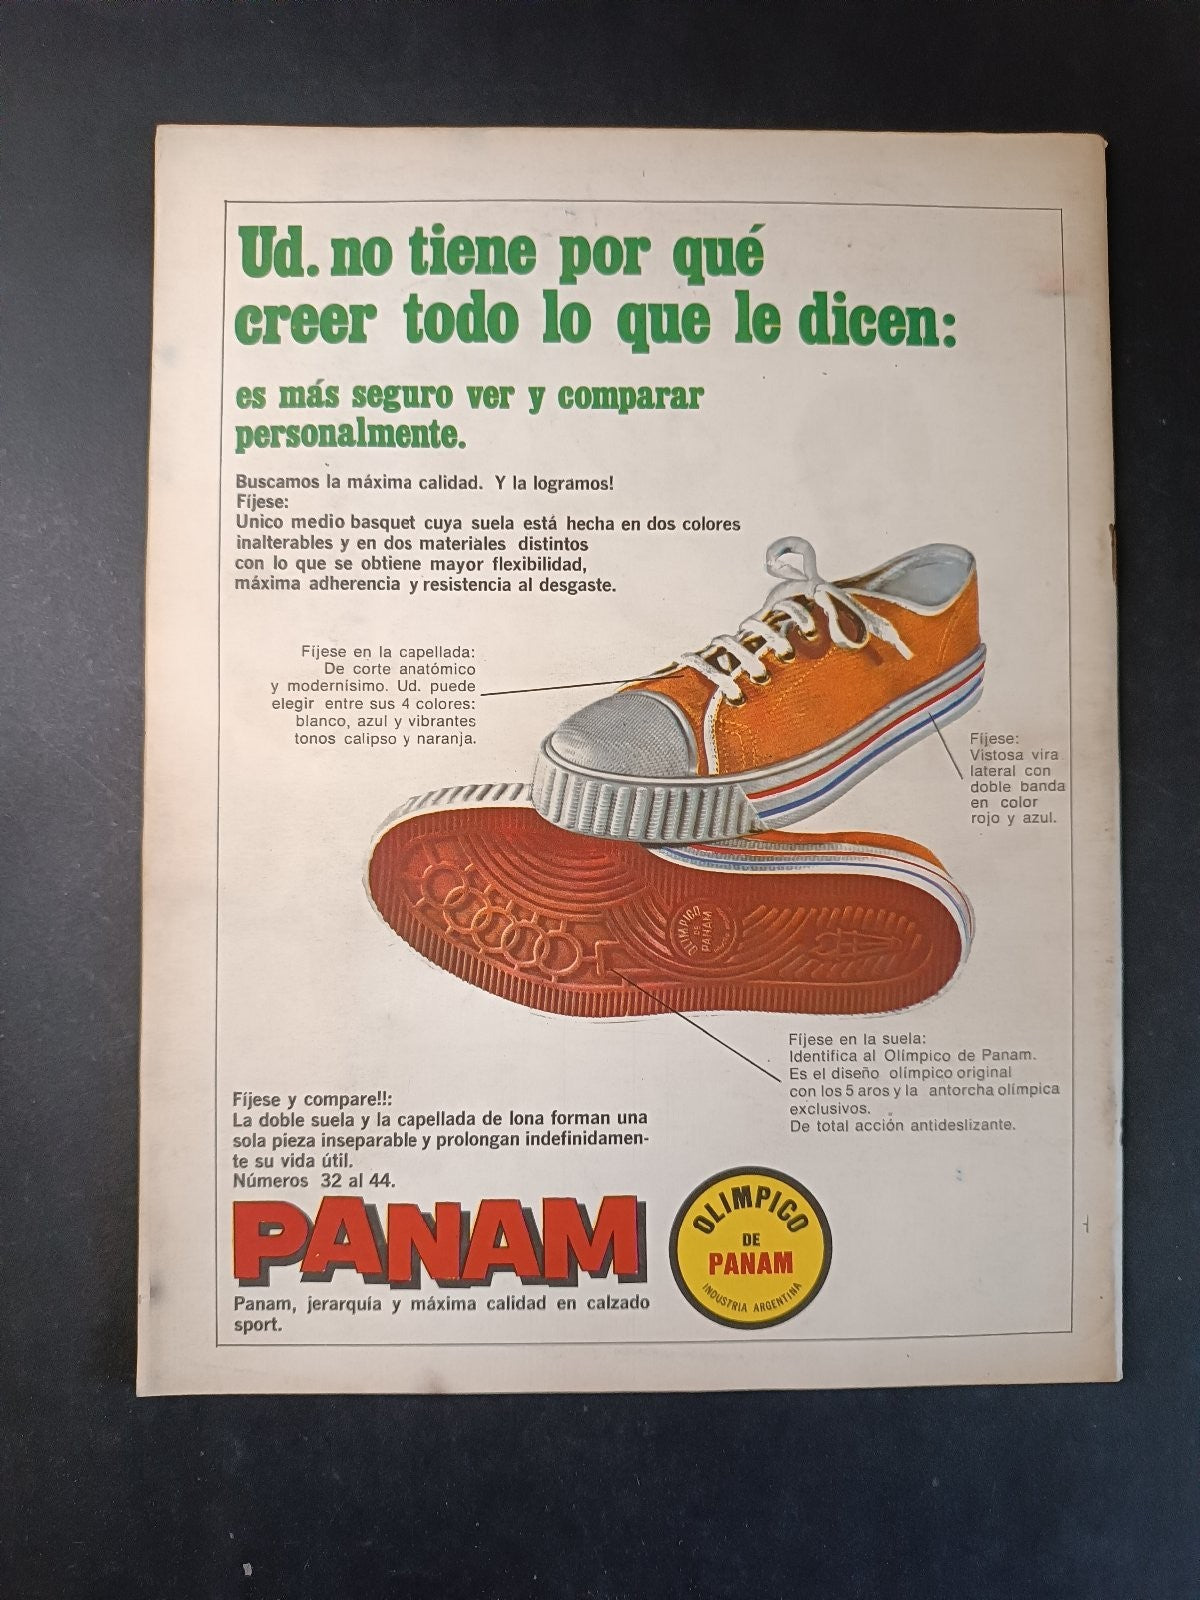 Ud. no tiene por qué
creer todo lo que le dicen:
es más seguro ver y comparar
personalmente.
Buscamos la máxima calidad. Y la logramos!
Fíjese:
Unico medio basquet cuya suela está hecha en dos colores
inalterables y en dos materiales distintos
con lo que se obtiene mayor flexibilidad,
máxima adherencia y resistencia al desgaste.
Fíjese en la capellada:
De corte anatómico
y modernísimo. Ud. puede
elegir entre sus 4 colores:
blanco, azul y vibrantes
tonos calipso y naranja.
Fíjese:
Vistosa vira
lateral con
doble banda
en color
rojo y azul.
OLIMPICO
DE
PANAM
Fíjese en la suela:
Identifica al Olímpico de Panam.
Es el diseño olímpico original
con los 5 aros y la antorcha olímpica
exclusivos.
De total acción antideslizante.
Fíjese y compare!!:
La doble suela y la capellada de lona forman una
sola pieza inseparable y prolongan indefinidamen-
te su vida útil.
Números 32 al 44.
PANAM
Panam, jerarquía y máxima calidad en calzado
sport.
OLIMPICO
DE
PANAM
INDUSTRIA ARGENTINA